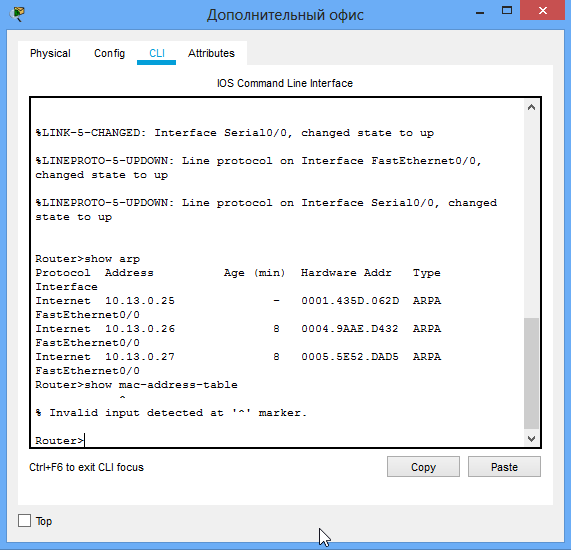 Дополнительный офис
Physical Config CLI Attributes
IOS Command Line Interface
%LINK-5-CHANGED: Interface Serial0/0, changed state to up
%LINEPROTO-5-UPDOWN: Line protocol on Interface FastEthernet0/0,
changed state to up
%LINEPROTO-5-UPDOWN: Line protocol on Interface Serial0/0, changed
state to up
Router>show arp
Protocol  Address          Age (min)  Hardware Addr   Type
Interface
Internet  10.13.0.25              -   0001.435D.062D  ARPA
FastEthernet0/0
Internet  10.13.0.26              8   0004.9AAE.D432  ARPA
FastEthernet0/0
Internet  10.13.0.27              8   0005.5E52.DAD5  ARPA
FastEthernet0/0
Router>show mac-address-table
            ^
% Invalid input detected at '^' marker.
Router>
Ctrl+F6 to exit CLI focus
Copy Paste
Top